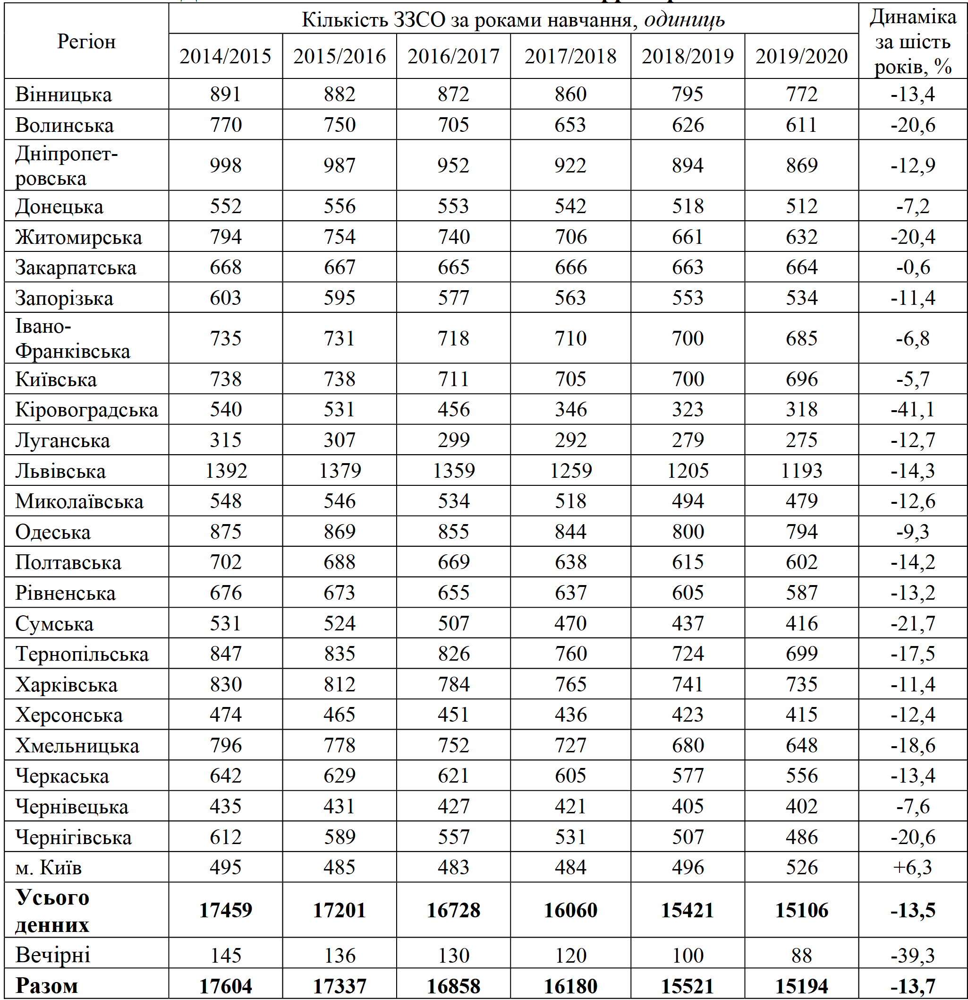 Регіон Кількість ЗЗСО за роками навчання, одиниць Динаміка за шість років, %
2014/2015 2015/2016 2016/2017 2017/2018 2018/2019 2019/2020
Вінницька 891 882 872 860 795 772 -13,4
Волинська 770 750 705 653 626 611 -20,6
Дніпропет-
ровська 998 987 952 922 894 869 -12,9
Донецька 552 556 553 542 518 512 -7,2
Житомирська 794 754 740 706 661 632 -20,4
Закарпатська 668 667 665 666 663 664 -0,6
Запорізька 603 595 577 563 553 534 -11,4
Івано-
Франківська 735 731 718 710 700 685 -6,8
Київська 738 738 711 705 700 696 -5,7
Кіровоградська 540 531 456 346 323 318 -41,1
Луганська 315 307 299 292 279 275 -12,7
Львівська 1392 1379 1359 1259 1205 1193 -14,3
Миколаївська 548 546 534 518 494 479 -12,6
Одеська 875 869 855 844 800 794 -9,3
Полтавська 702 688 669 638 615 602 -14,2
Рівненська 676 673 655 637 605 587 -13,2
Сумська 531 524 507 470 437 416 -21,7
Тернопільська 847 835 826 760 724 699 -17,5
Харківська 830 812 784 765 741 735 -11,4
Херсонська 474 465 451 436 423 415 -12,4
Хмельницька 796 778 752 727 680 648 -18,6
Черкаська 642 629 621 605 577 556 -13,4
Чернівецька 435 431 427 421 405 402 -7,6
Чернігівська 612 589 557 531 507 486 -20,6
м. Київ 495 485 483 484 496 526 +6,3
Усього
денних 17459 17201 16728 16060 15421 15106 -13,5
Вечірні 145 136 130 120 100 88 -39,3
Разом 17604 17337 16858 16180 15521 15194 -13,7